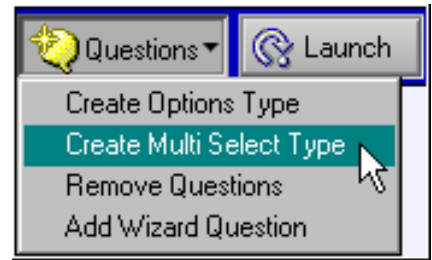 Questions Launch
Create Options Type
Create Multi Select Type
Remove Questions
Add Wizard Question